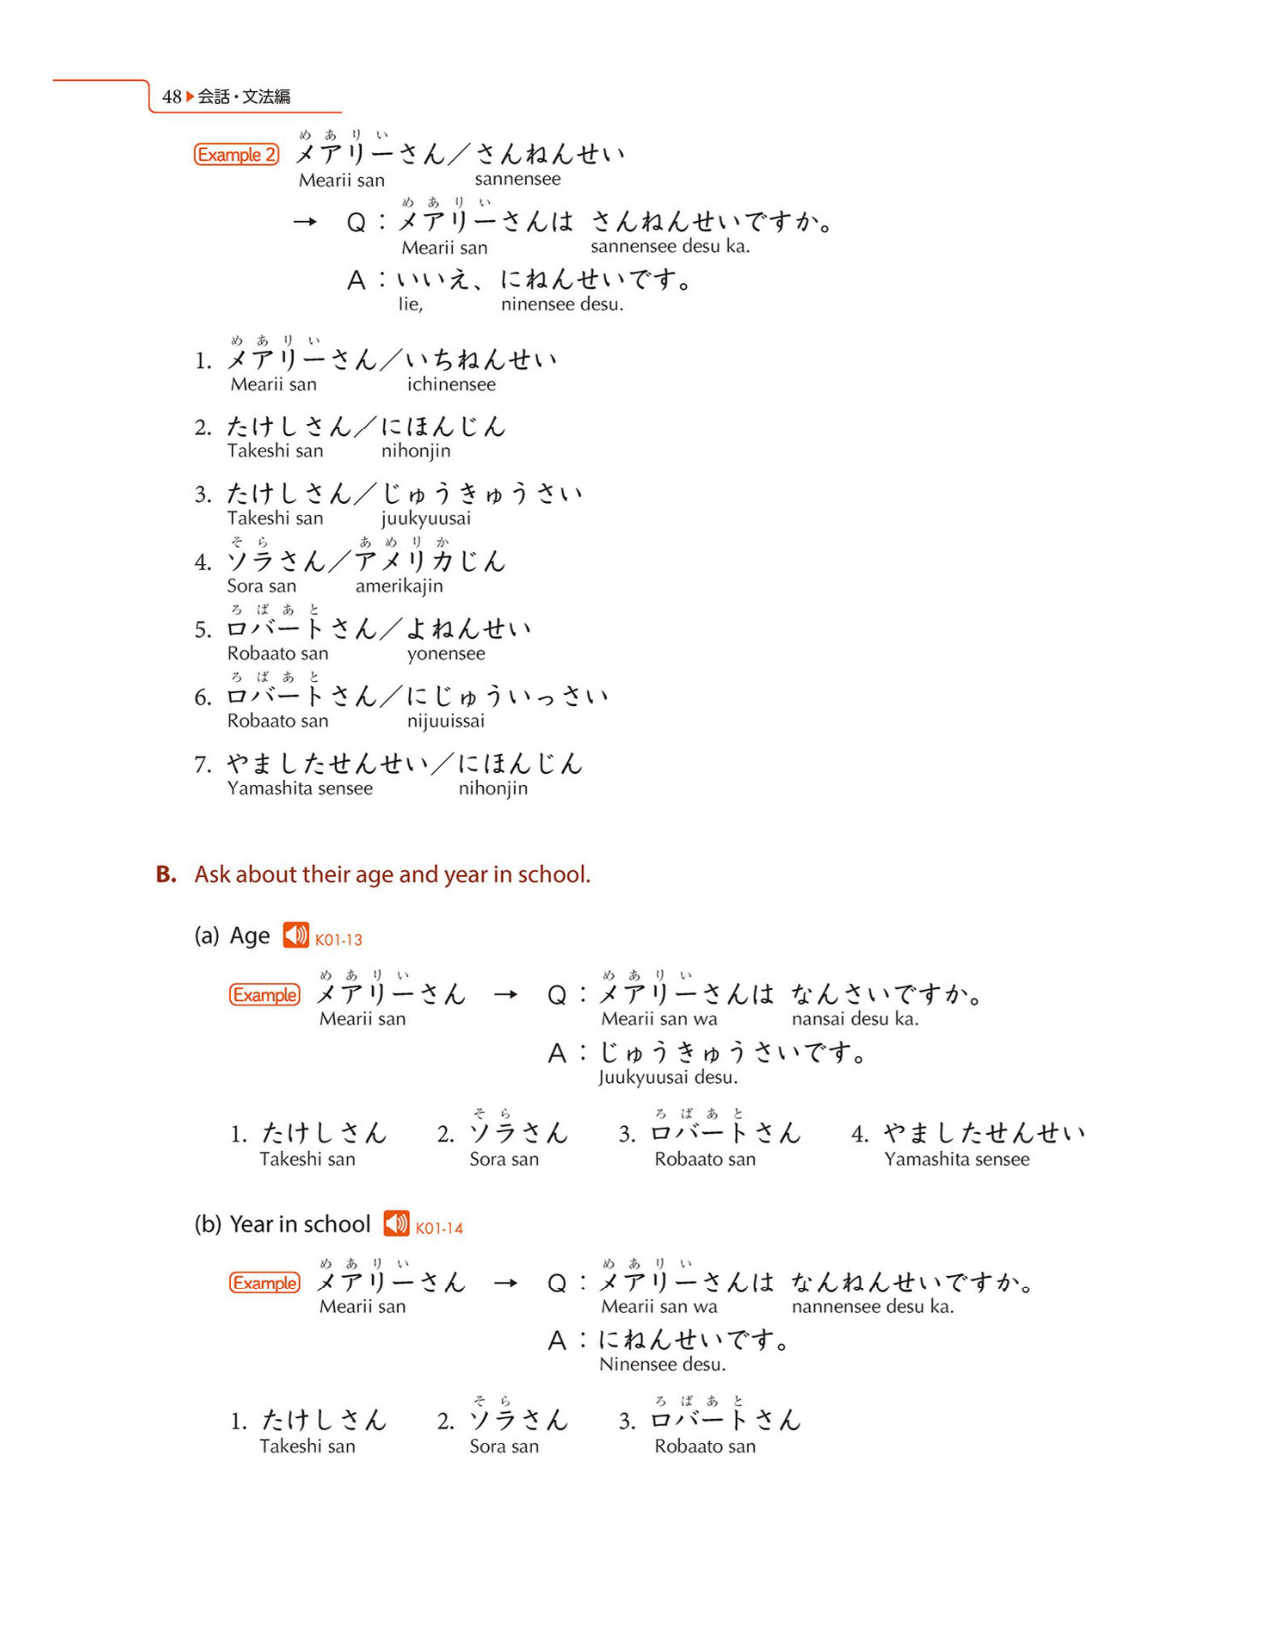 48▶会話・文法編
めありい
Example 2 メアリーさん／さんねんせい
Mearii san sannensee
めありい
→ Q：メアリーさんは さんねんせいですか。
Mearii san sannensee desu ka.
A：いいえ、にねんせいです。
Iie, ninensee desu.
めありい
1. メアリーさん／いちねんせい
Mearii san ichinensee
2. たけしさん／にほんじん
Takeshi san nihonjin
3. たけしさん／じゅうきゅうさい
Takeshi san juukyuusai
そら あめりか
4. ソラさん／アメリカじん
Sora san amerikajin
ろばあと
5. ロバートさん／よねんせい
Robaato san yonensee
ろばあと
6. ロバートさん／にじゅういっさい
Robaato san nijuuissai
7. やましたせんせい／にほんじん
Yamashita sensee nihonjin
B. Ask about their age and year in school.
(a) Age K01-13
めありい めありい
Example メアリーさん → Q：メアリーさんは なんさいですか。
Mearii san Mearii san wa nansai desu ka.
A：じゅうきゅうさいです。
Juukyuusai desu.
そら ろばあと
1. たけしさん 2. ソラさん 3. ロバートさん 4. やましたせんせい
Takeshi san Sora san Robaato san Yamashita sensee
(b) Year in school K01-14
めありい めありい
Example メアリーさん → Q：メアリーさんは なんねんせいですか。
Mearii san Mearii san wa nannensee desu ka.
A：にねんせいです。
Ninensee desu.
そら ろばあと
1. たけしさん 2. ソラさん 3. ロバートさん
Takeshi san Sora san Robaato san